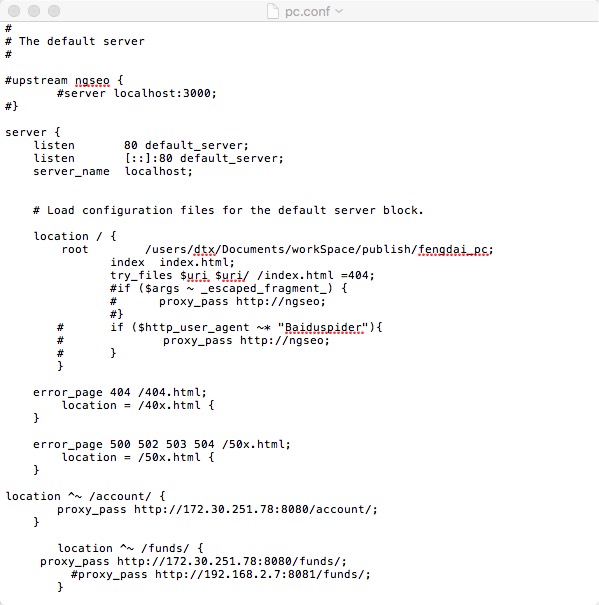 pc.conf
#
# The default server
#
#upstream ngseo {
#server localhost:3000;
#}
server {
listen 80 default_server;
listen [::]:80 default_server;
server_name localhost;
# Load configuration files for the default server block.
location / {
root /users/dtx/Documents/workSpace/publish/fengdai_pc;
index index.html;
try_files $uri $uri/ /index.html =404;
#if ($args ~ _escaped_fragment_) {
# proxy_pass http://ngseo;
#}
# if ($http_user_agent ~* "Baiduspider"){
# proxy_pass http://ngseo;
# }
}
error_page 404 /404.html;
location = /40x.html {
}
error_page 500 502 503 504 /50x.html;
location = /50x.html {
}
location ^~ /account/ {
proxy_pass http://172.30.251.78:8080/account/;
}
location ^~ /funds/ {
proxy_pass http://172.30.251.78:8080/funds/;
#proxy_pass http://192.168.2.7:8081/funds/;
}